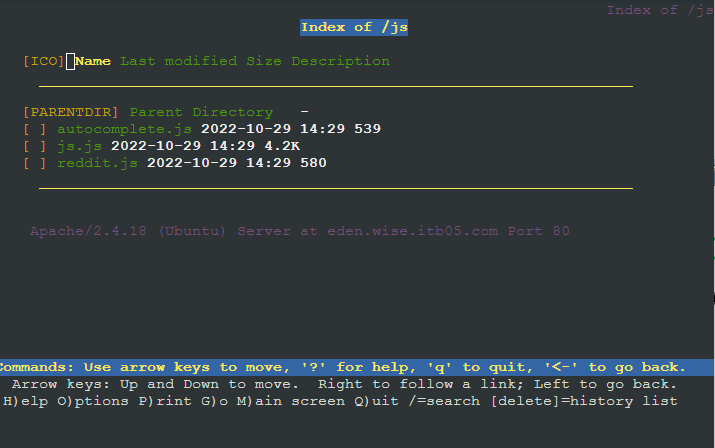 Index of /js
Index of /js
[ICO] Name Last modified Size Description
[PARENTDIR] Parent Directory   -
[ ] autocomplete.js 2022-10-29 14:29 539
[ ] js.js 2022-10-29 14:29 4.2K
[ ] reddit.js 2022-10-29 14:29 580
Apache/2.4.18 (Ubuntu) Server at eden.wise.itb05.com Port 80
Commands: Use arrow keys to move, '?' for help, 'q' to quit, '<-' to go back.
Arrow keys: Up and Down to move.  Right to follow a link; Left to go back.
H)elp O)ptions P)rint G)o M)ain screen Q)uit /=search [delete]=history list